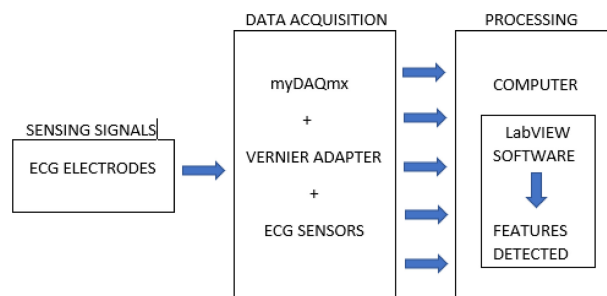 SENSING SIGNALS
ECG ELECTRODES
DATA ACQUISITION
myDAQmx
+
VERNIER ADAPTER
+
ECG SENSORS
PROCESSING
COMPUTER
LabVIEW
SOFTWARE
FEATURES
DETECTED